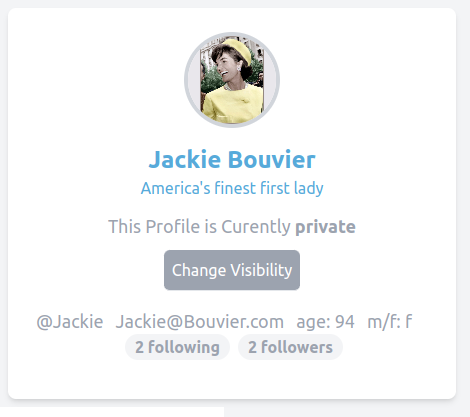 Jackie Bouvier
America's finest first lady
This Profile is Curently private
Change Visibility
@Jackie Jackie@Bouvier.com age: 94 m/f: f
2 following 2 followers